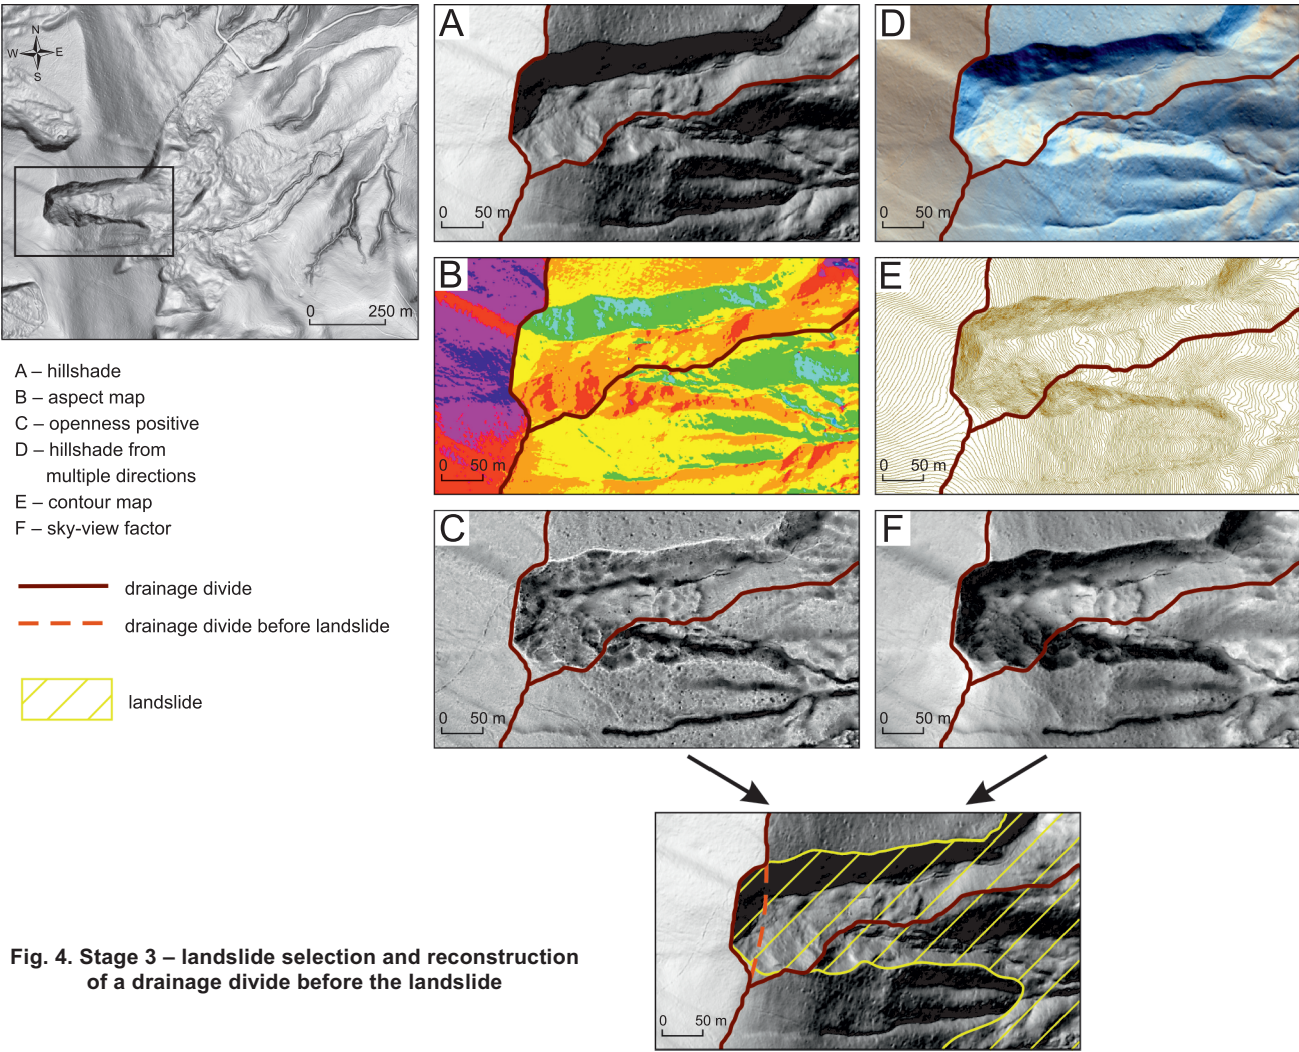 N
W E
S
0 250 m
A – hillshade
B – aspect map
C – openness positive
D – hillshade from
multiple directions
E – contour map
F – sky-view factor
drainage divide
drainage divide before landslide
landslide
A
0 50 m
D
0 50 m
B
0 50 m
E
0 50 m
C
0 50 m
F
0 50 m
0 50 m
Fig. 4. Stage 3 – landslide selection and reconstruction
of a drainage divide before the landslide